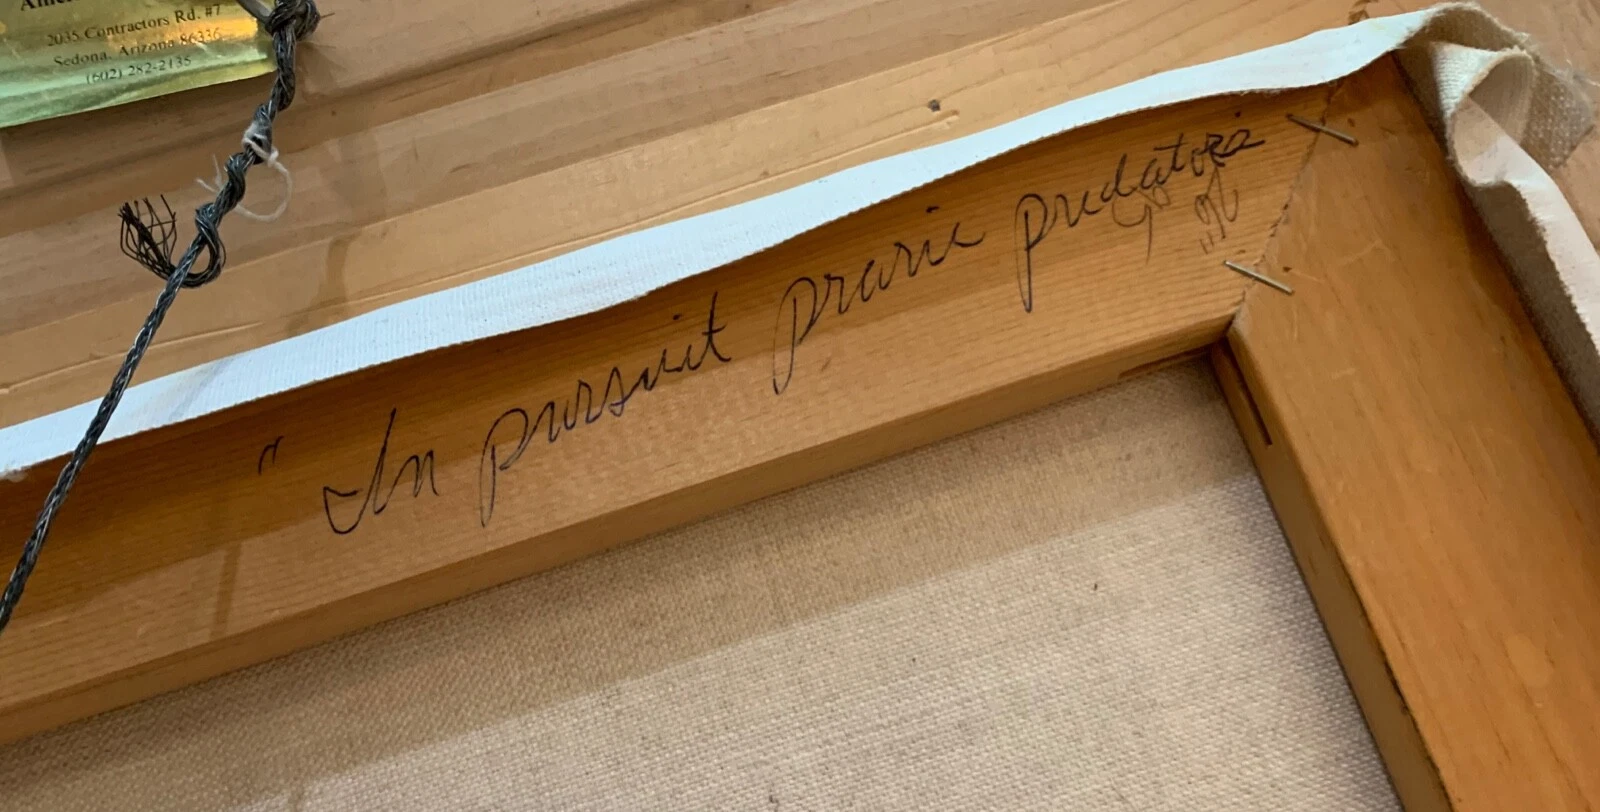 2035 Contractors Rd. #7
Sedona, Arizona 86336
(602) 282-2135
" In pursuit prarie predators